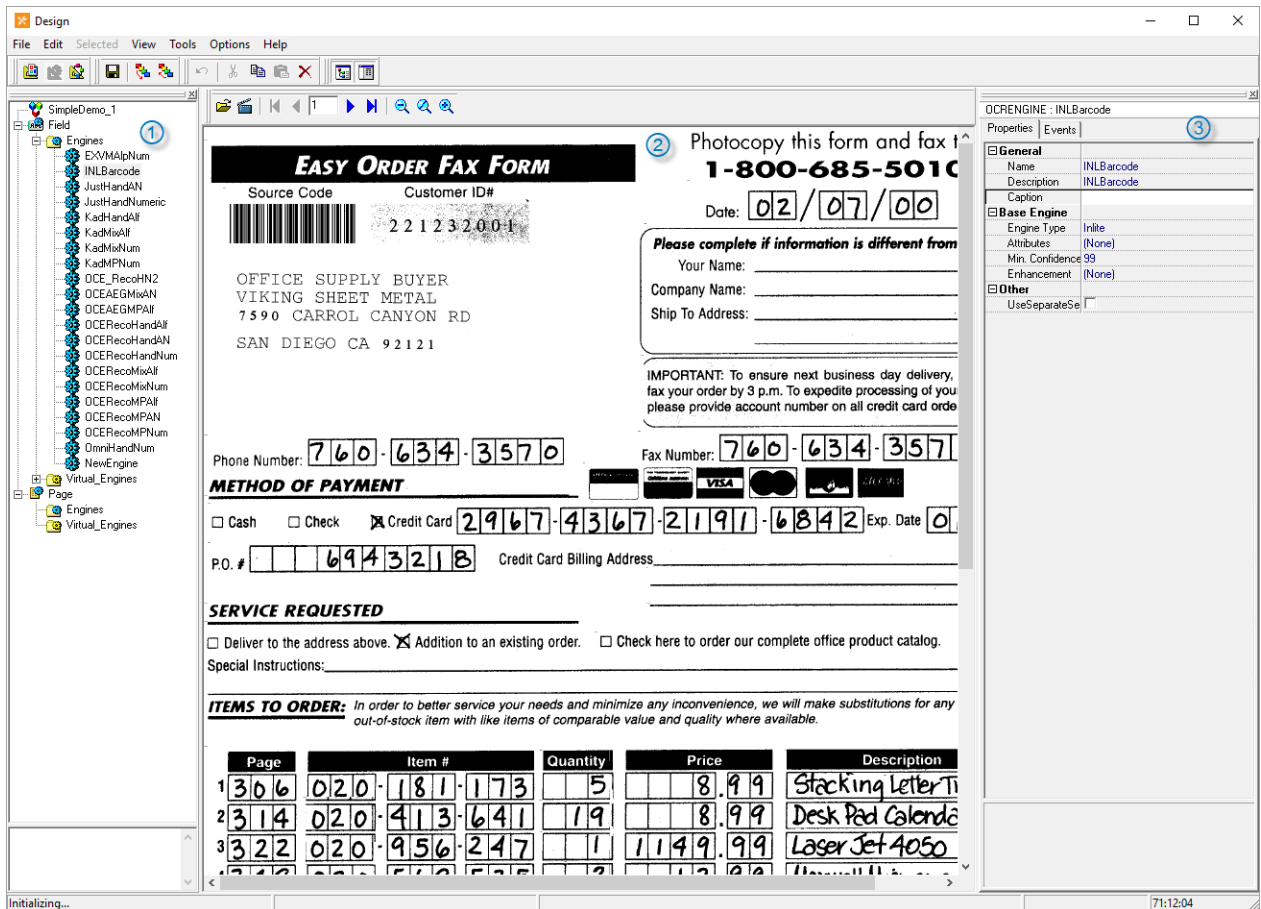 Design
File Edit Selected View Tools Options Help
1
SimpleDemo_1
Field
Engines
EXVMAlpNum
INLBarcode
JustHandAN
JustHandNumeric
KadHandAlf
KadMixAlf
KadMixNum
KadMPNum
OCE_RecoHN2
OCEAEGMixAN
OCEAEGMPAlf
OCERecoHandAlf
OCERecoHandAN
OCERecoHandNum
OCERecoMixAlf
OCERecoMixNum
OCERecoMPAlf
OCERecoMPAN
OCERecoMPNum
OmniHandNum
NewEngine
Virtual_Engines
Page
Engines
Virtual_Engines
1
2
EASY ORDER FAX FORM
Source Code Customer ID#
221232001
OFFICE SUPPLY BUYER
VIKING SHEET METAL
7590 CARROL CANYON RD
SAN DIEGO CA 92121
Photocopy this form and fax t
1-800-685-5010
Date: 02/07/00
Please complete if information is different from
Your Name:
Company Name:
Ship To Address:
IMPORTANT: To ensure next business day delivery,
fax your order by 3 p.m. To expedite processing of you
please provide account number on all credit card orde
Phone Number: 760-634-3570
Fax Number: 760-634-357
METHOD OF PAYMENT
VISA
Cash Check Credit Card 2967-4367-2191-6842 Exp. Date 0
P.O. # 6943218 Credit Card Billing Address
SERVICE REQUESTED
Deliver to the address above. Addition to an existing order. Check here to order our complete office product catalog.
Special Instructions:
ITEMS TO ORDER: In order to better service your needs and minimize any inconvenience, we will make substitutions for any
out-of-stock item with like items of comparable value and quality where available.
Page Item # Quantity Price Description
1 306 020-181-173 5 8.99 Stacking Letter Tr
2 314 020-413-641 19 8.99 Desk Pad Calenda
3 322 020-956-247 1 1149.99 Laser Jet 4050
OCRENGINE : INLBarcode
Properties Events
3
General
Name INLBarcode
Description INLBarcode
Caption
Base Engine
Engine Type Inlite
Attributes (None)
Min. Confidence 99
Enhancement (None)
Other
UseSeparateSe
Initializing...
71:12:04